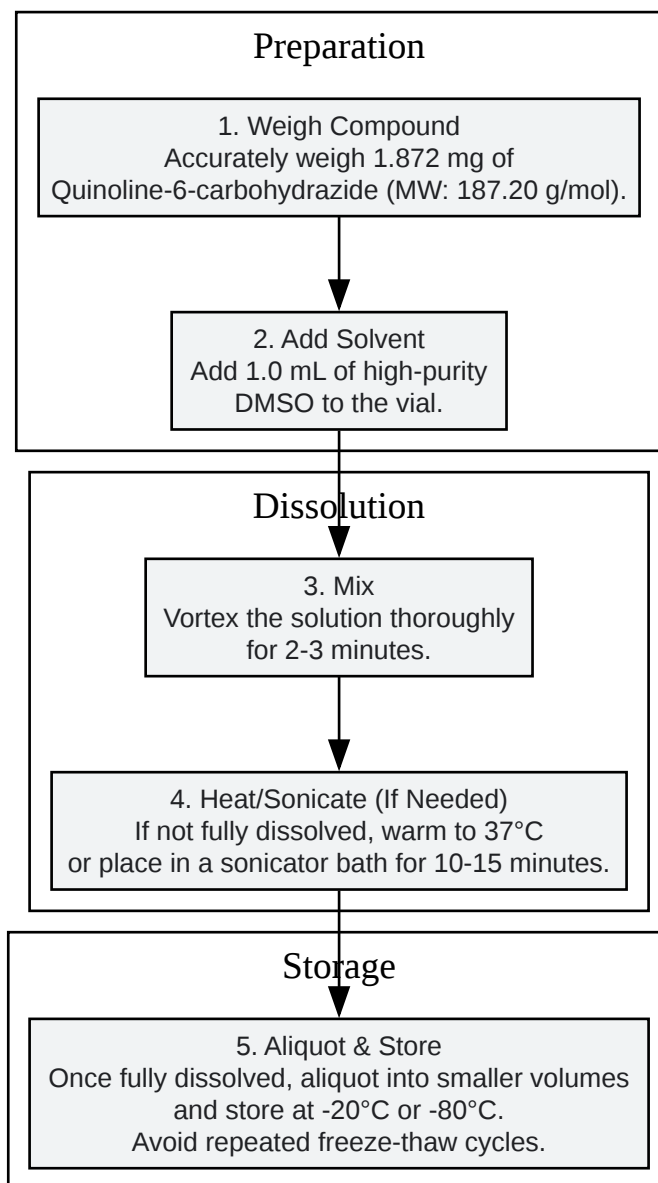 Preparation
1. Weigh Compound
Accurately weigh 1.872 mg of
Quinoline-6-carbohydrazide (MW: 187.20 g/mol).
2. Add Solvent
Add 1.0 mL of high-purity
DMSO to the vial.
Dissolution
3. Mix
Vortex the solution thoroughly
for 2-3 minutes.
4. Heat/Sonicate (If Needed)
If not fully dissolved, warm to 37°C
or place in a sonicator bath for 10-15 minutes.
Storage
5. Aliquot & Store
Once fully dissolved, aliquot into smaller volumes
and store at -20°C or -80°C.
Avoid repeated freeze-thaw cycles.